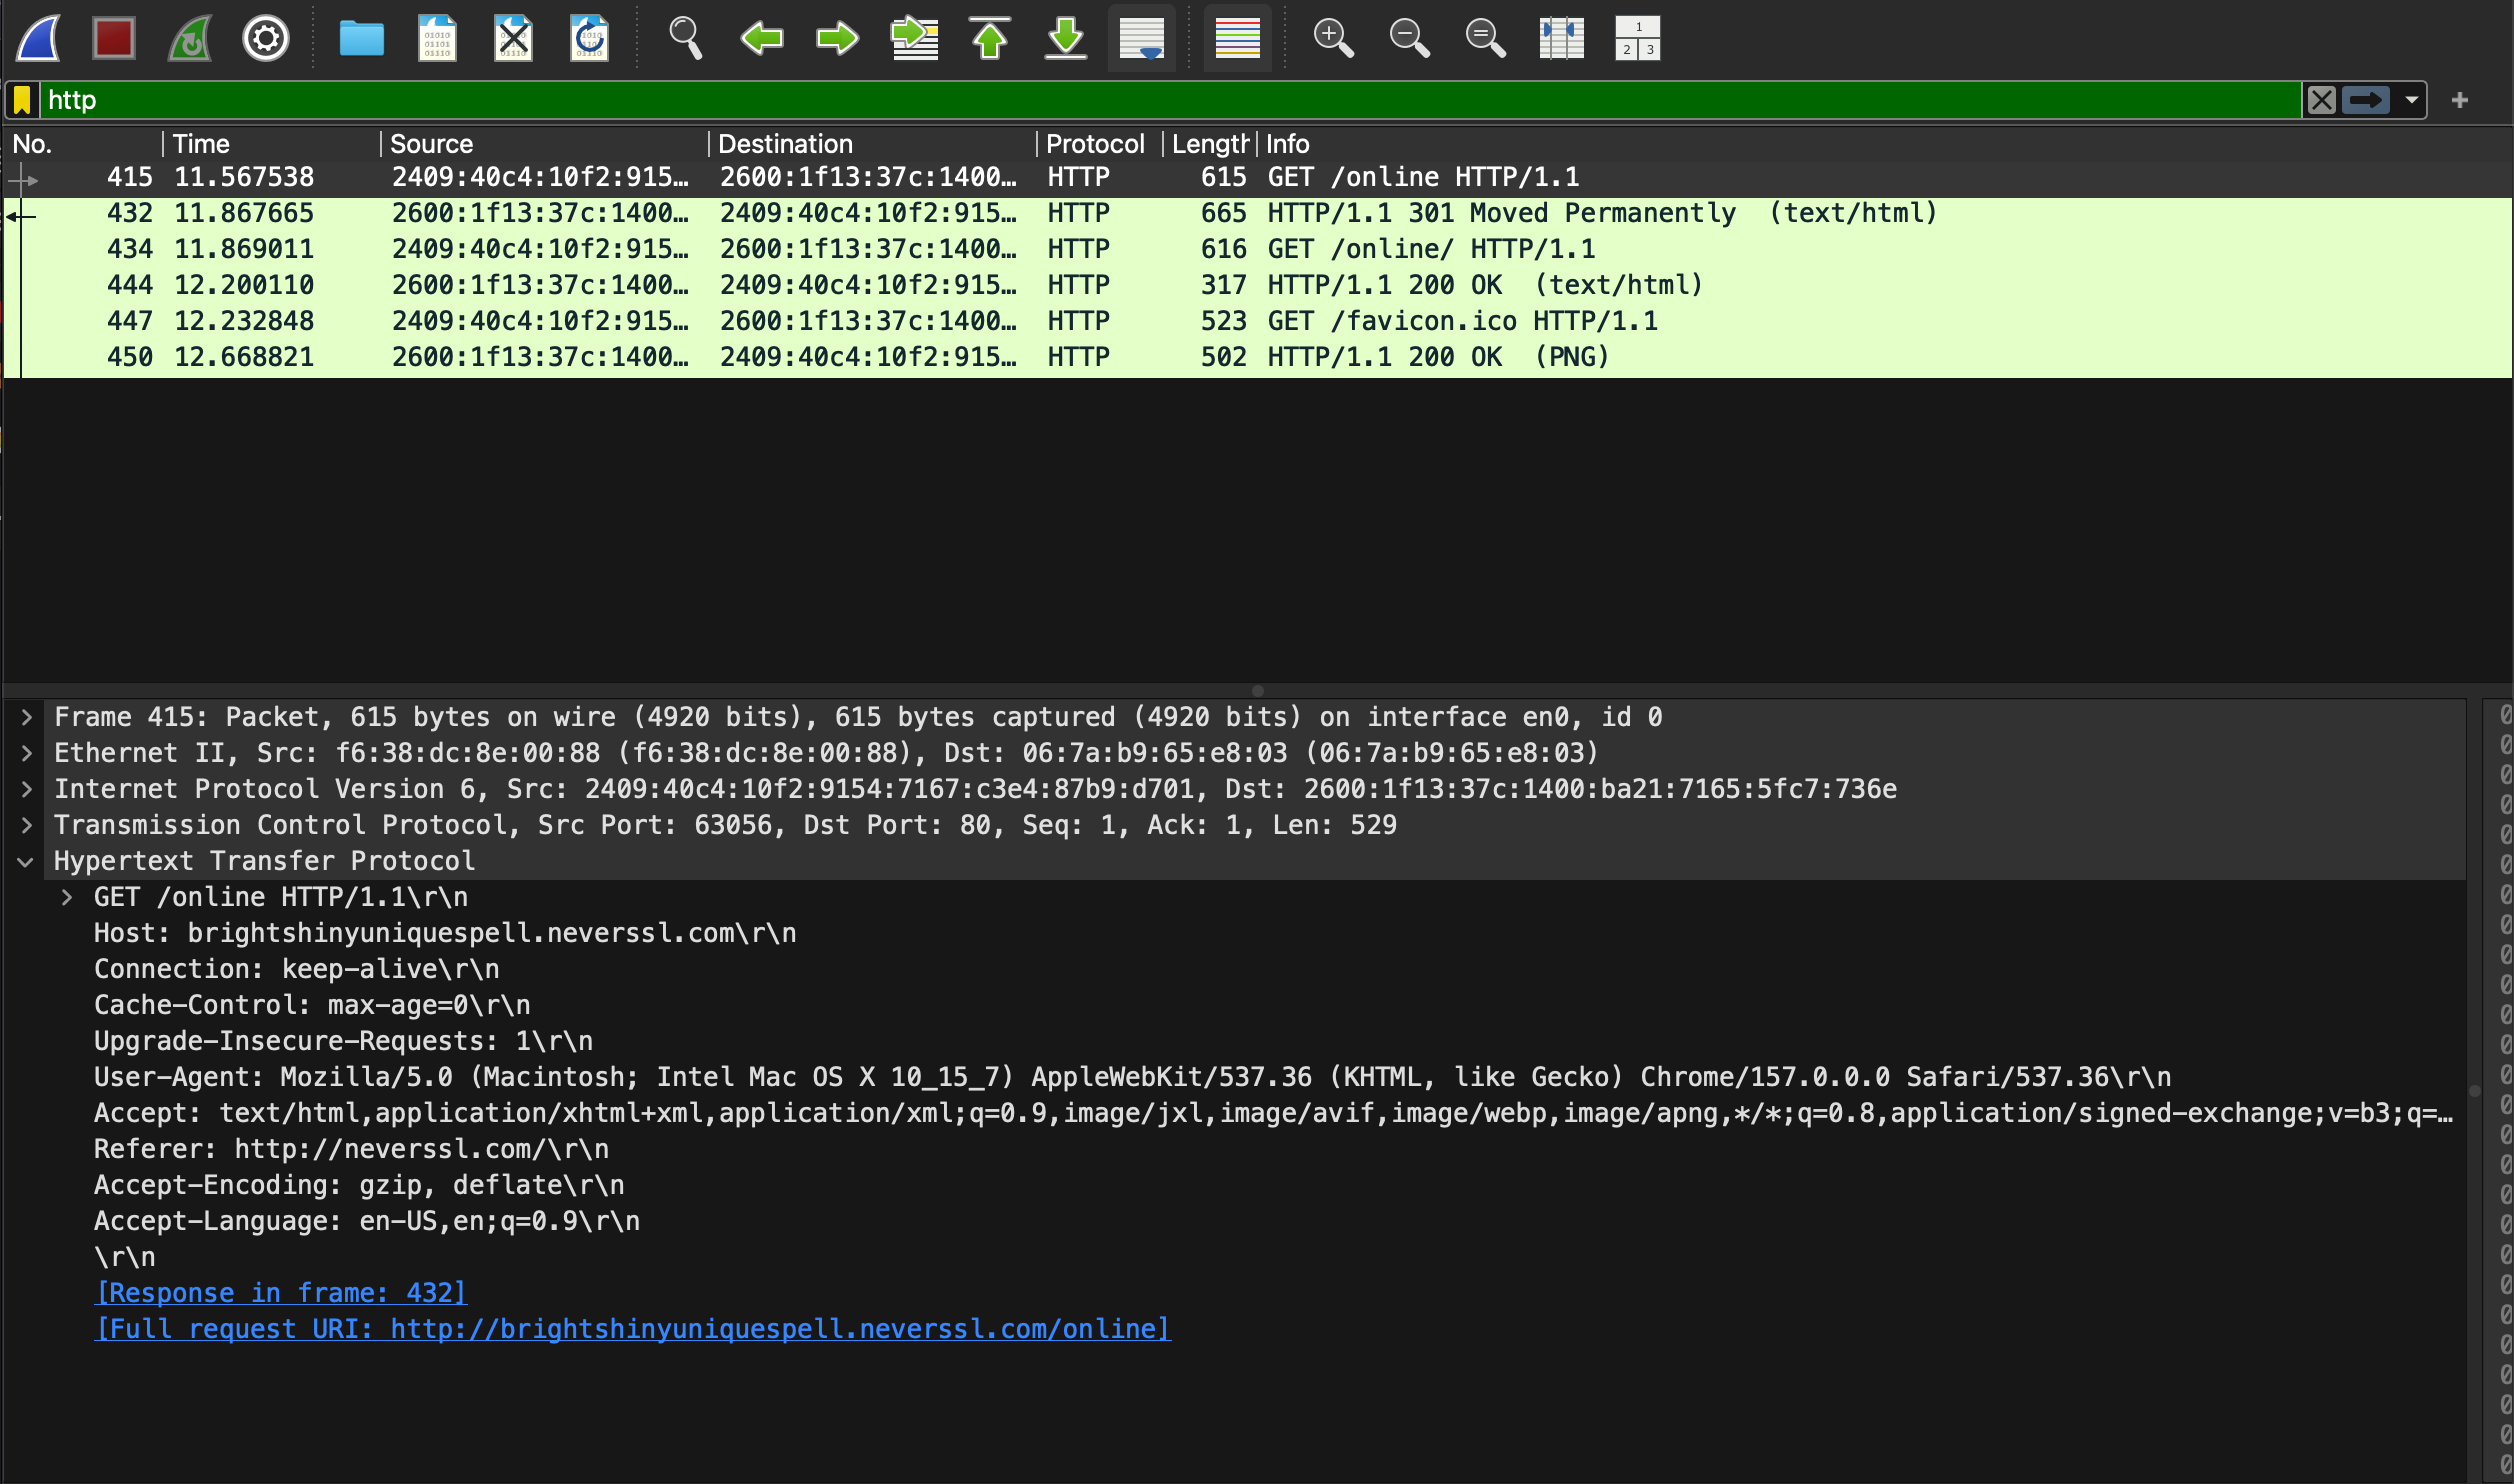 http
No. Time Source Destination Protocol Length Info
415 11.567538 2409:40c4:10f2:915… 2600:1f13:37c:1400… HTTP 615 GET /online HTTP/1.1
432 11.867665 2600:1f13:37c:1400… 2409:40c4:10f2:915… HTTP 665 HTTP/1.1 301 Moved Permanently  (text/html)
434 11.869011 2409:40c4:10f2:915… 2600:1f13:37c:1400… HTTP 616 GET /online/ HTTP/1.1
444 12.200110 2600:1f13:37c:1400… 2409:40c4:10f2:915… HTTP 317 HTTP/1.1 200 OK  (text/html)
447 12.232848 2409:40c4:10f2:915… 2600:1f13:37c:1400… HTTP 523 GET /favicon.ico HTTP/1.1
450 12.668821 2600:1f13:37c:1400… 2409:40c4:10f2:915… HTTP 502 HTTP/1.1 200 OK  (PNG)
Frame 415: Packet, 615 bytes on wire (4920 bits), 615 bytes captured (4920 bits) on interface en0, id 0
Ethernet II, Src: f6:38:dc:8e:00:88 (f6:38:dc:8e:00:88), Dst: 06:7a:b9:65:e8:03 (06:7a:b9:65:e8:03)
Internet Protocol Version 6, Src: 2409:40c4:10f2:9154:7167:c3e4:87b9:d701, Dst: 2600:1f13:37c:1400:ba21:7165:5fc7:736e
Transmission Control Protocol, Src Port: 63056, Dst Port: 80, Seq: 1, Ack: 1, Len: 529
Hypertext Transfer Protocol
GET /online HTTP/1.1\r\n
Host: brightshinyuniquespell.neverssl.com\r\n
Connection: keep-alive\r\n
Cache-Control: max-age=0\r\n
Upgrade-Insecure-Requests: 1\r\n
User-Agent: Mozilla/5.0 (Macintosh; Intel Mac OS X 10_15_7) AppleWebKit/537.36 (KHTML, like Gecko) Chrome/157.0.0.0 Safari/537.36\r\n
Accept: text/html,application/xhtml+xml,application/xml;q=0.9,image/jxl,image/avif,image/webp,image/apng,*/*;q=0.8,application/signed-exchange;v=b3;q=…
Referer: http://neverssl.com/\r\n
Accept-Encoding: gzip, deflate\r\n
Accept-Language: en-US,en;q=0.9\r\n
\r\n
[Response in frame: 432]
[Full request URI: http://brightshinyuniquespell.neverssl.com/online]